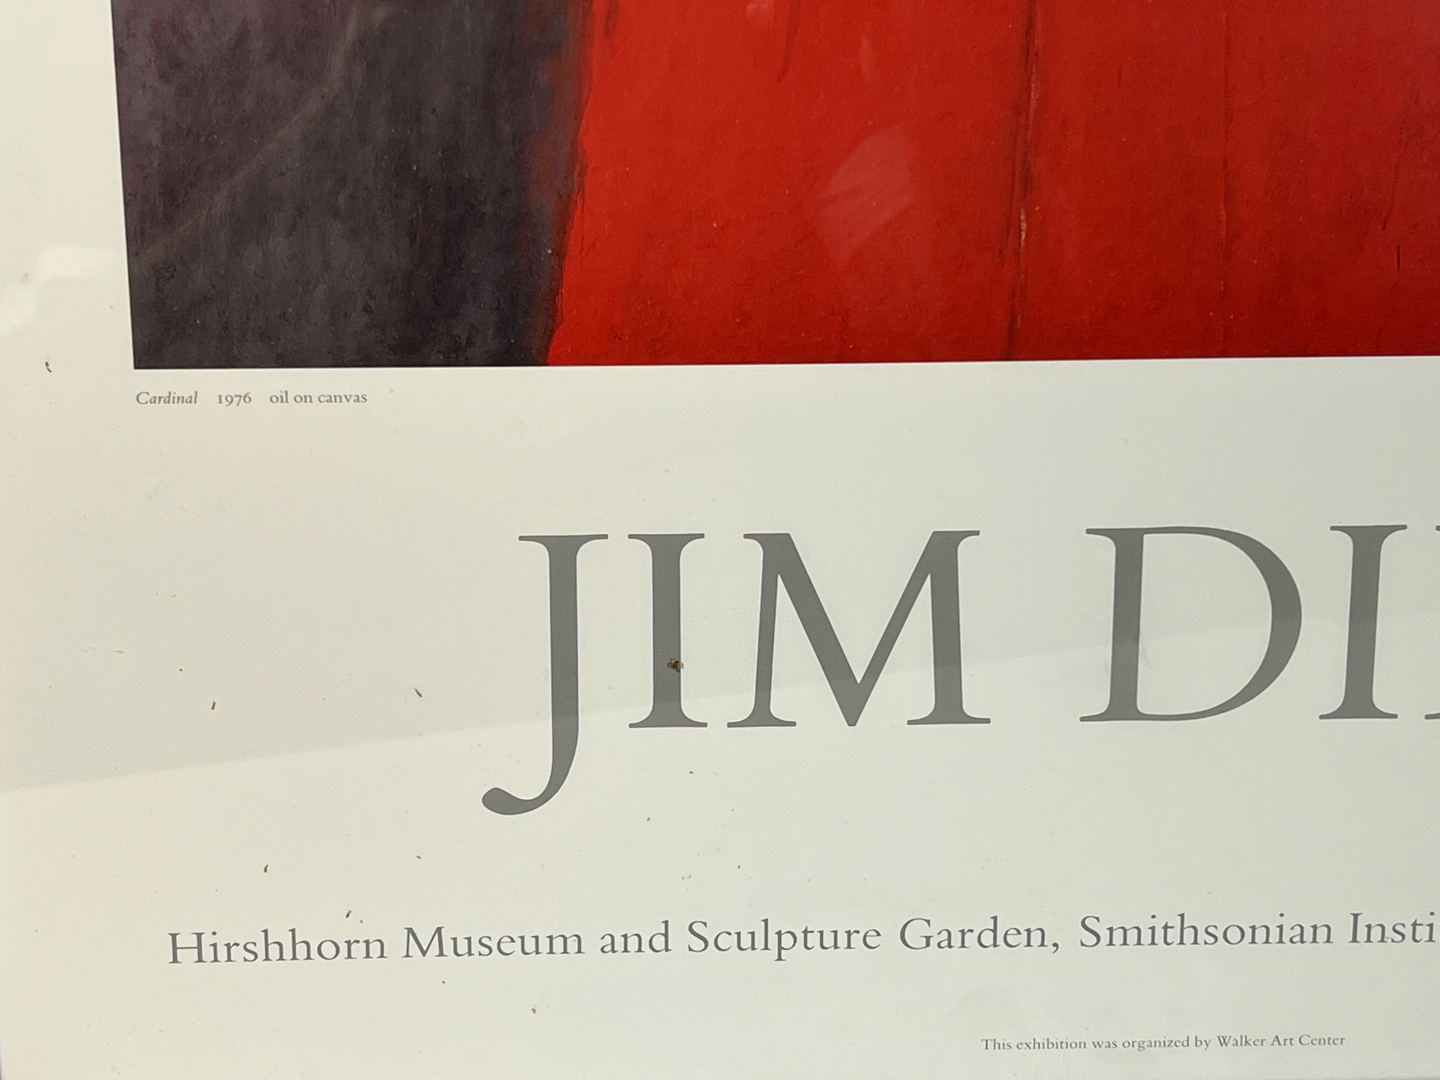 Cardinal 1976 oil on canvas
JIM DI
Hirshhorn Museum and Sculpture Garden, Smithsonian Insti
This exhibition was organized by Walker Art Center